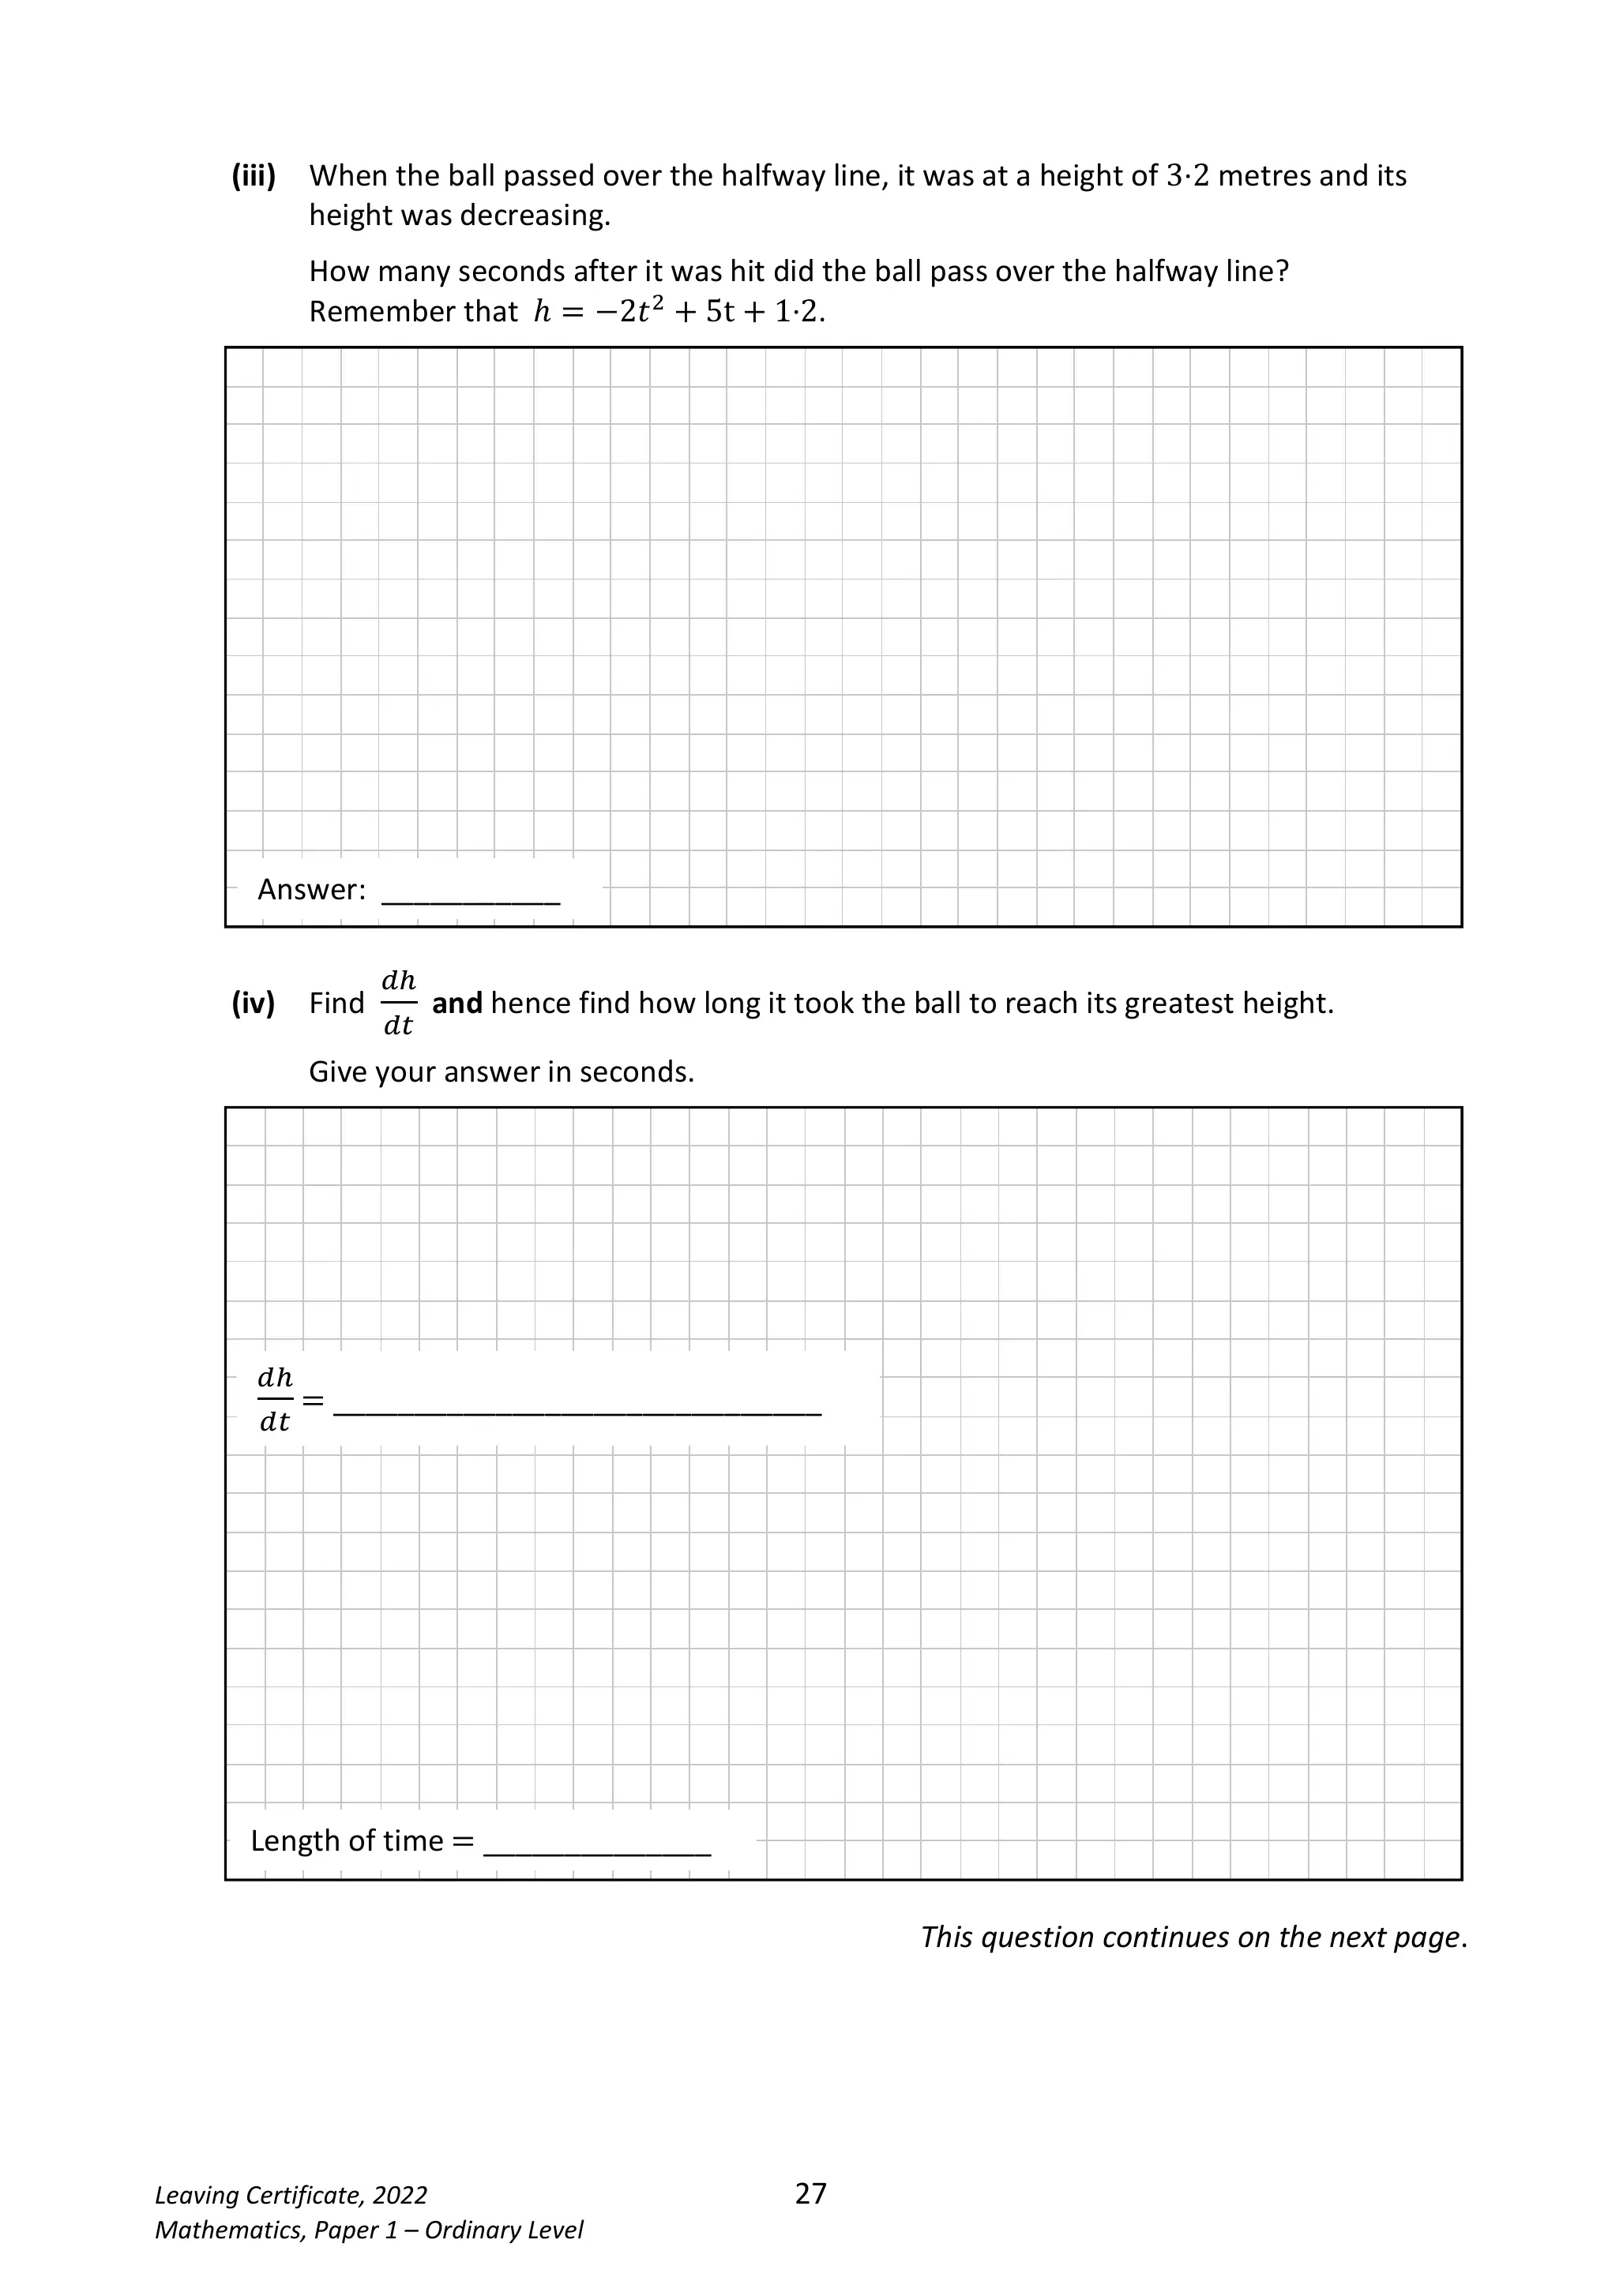 (iii) When the ball passed over the halfway line, it was at a height of 3·2 metres and its
height was decreasing.
How many seconds after it was hit did the ball pass over the halfway line?
Remember that h = −2t² + 5t + 1·2.
Answer: ___________
(iv) Find dh/dt and hence find how long it took the ball to reach its greatest height.
Give your answer in seconds.
dh/dt = ______________________________
Length of time = ______________
This question continues on the next page.
Leaving Certificate, 2022 27
Mathematics, Paper 1 – Ordinary Level